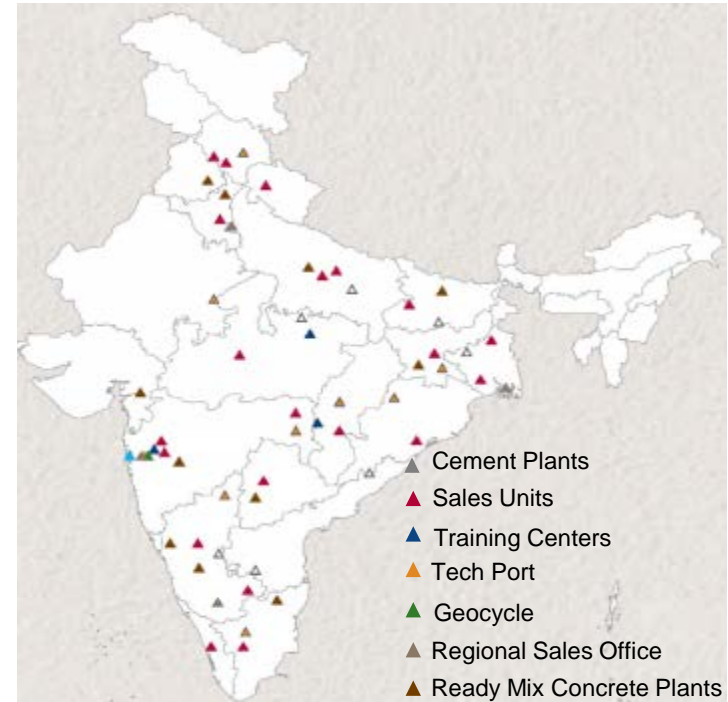 Cement Plants
Sales Units
Training Centers
Tech Port
Geocycle
Regional Sales Office
Ready Mix Concrete Plants